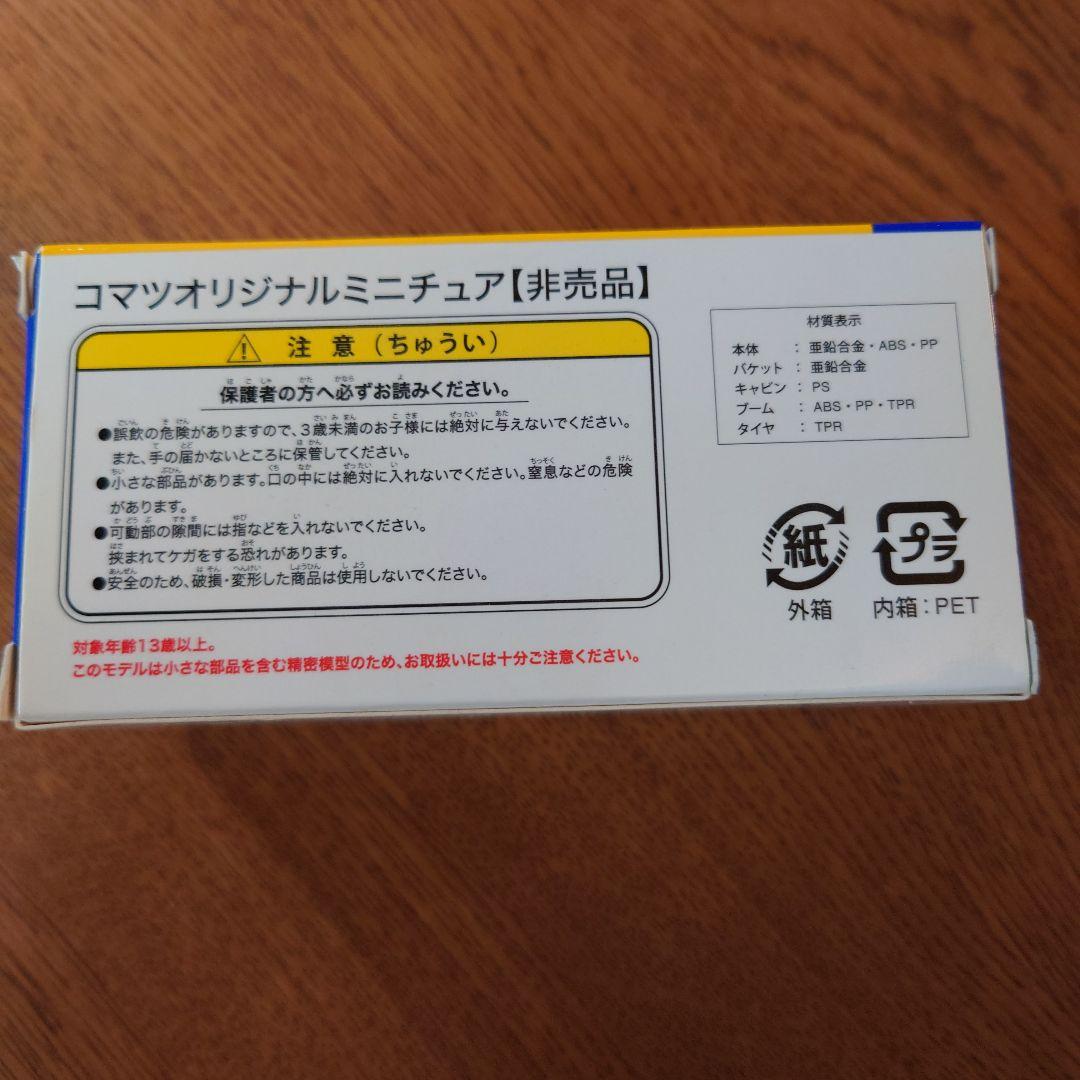 コマツオリジナルミニチュア【非売品】
注意（ちゅうい）
保護者の方へ必ずお読みください。
●誤飲の危険がありますので、3歳未満のお子様には絶対に与えないでください。
また、手の届かないところに保管してください。
●小さな部品があります。口の中には絶対に入れないでください。窒息などの危険
があります。
●可動部の隙間には指などを入れないでください。
挟まれてケガをする恐れがあります。
●安全のため、破損・変形した商品は使用しないでください。
対象年齢13歳以上。
このモデルは小さな部品を含む精密模型のため、お取扱いには十分ご注意ください。
材質表示
本体 : 亜鉛合金・ABS・PP
バケット : 亜鉛合金
キャビン : PS
ブーム : ABS・PP・TPR
タイヤ : TPR
紙
外箱
プラ
内箱：PET